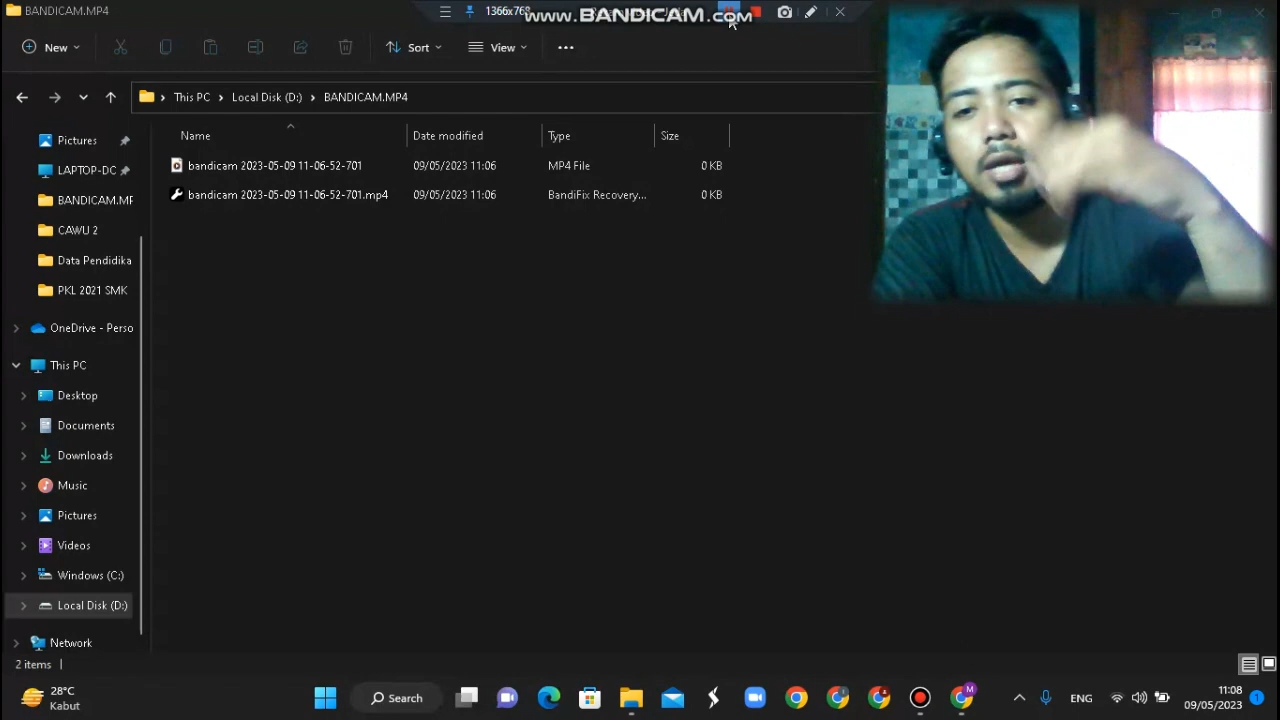 BANDICAM.MP4
1366x768
www.BANDICAM.com
New
Sort
View
This PC
Local Disk (D:)
BANDICAM.MP4
Name
Date modified
Type
Size
bandicam 2023-05-09 11-06-52-701
09/05/2023 11:06
MP4 File
0 KB
bandicam 2023-05-09 11-06-52-701.mp4
09/05/2023 11:06
BandiFix Recovery...
0 KB
Pictures
LAPTOP-DC
BANDICAM.MP
CAWU 2
Data Pendidika
PKL 2021 SMK
OneDrive - Perso
This PC
Desktop
Documents
Downloads
Music
Pictures
Videos
Windows (C:)
Local Disk (D:)
Network
2 items
28°C
Kabut
Search
M
ENG
11:08
09/05/2023
1